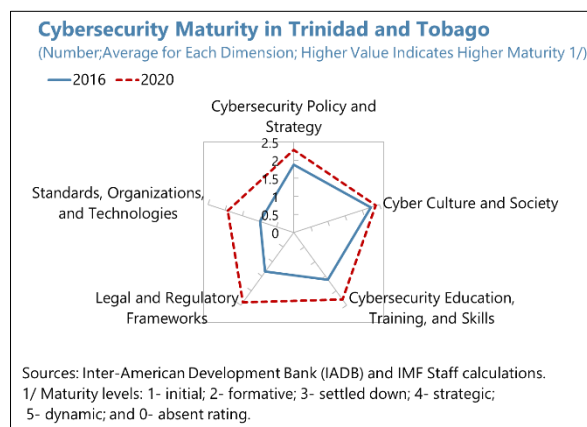 Cybersecurity Maturity in Trinidad and Tobago
(Number;Average for Each Dimension; Higher Value Indicates Higher Maturity 1/)
2016 2020
Cybersecurity Policy and
Strategy
2.5
2
1.5
1
0.5
0
Standards, Organizations,
and Technologies
Cyber Culture and Society
Legal and Regulatory
Frameworks
Cybersecurity Education,
Training, and Skills
Sources: Inter-American Development Bank (IADB) and IMF Staff calculations.
1/ Maturity levels: 1- initial; 2- formative; 3- settled down; 4- strategic;
5- dynamic; and 0- absent rating.